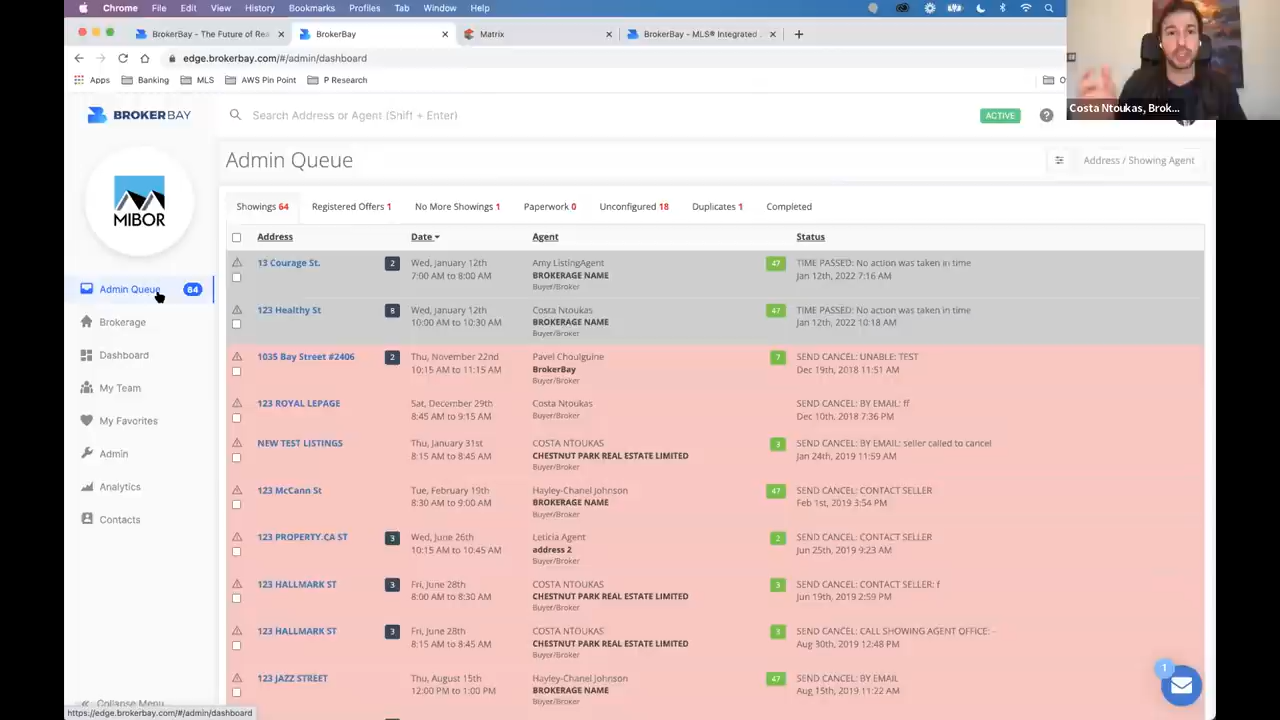 Chrome File Edit View History Bookmarks Profiles Tab Window Help
BrokerBay - The Future of Rea
BrokerBay
Matrix
BrokerBay - MLS® Integrated
edge.brokerbay.com/#/admin/dashboard
Apps Banking MLS AWS Pin Point P Research
Costa Ntoukas, Brok...
BROKERBAY
Search Address or Agent (Shift + Enter)
ACTIVE
MIBOR
Admin Queue 64
Brokerage
Dashboard
My Team
My Favorites
Admin
Analytics
Contacts
Collapse Menu
https://edge.brokerbay.com/#/admin/dashboard
Admin Queue
Address / Showing Agent
Showings 64 Registered Offers 1 No More Showings 1 Paperwork 0 Unconfigured 18 Duplicates 1 Completed
Address Date Agent Status
13 Courage St. 2 Wed, January 12th Amy ListingAgent 47 TIME PASSED: No action was taken in time
7:00 AM to 8:00 AM BROKERAGE NAME Jan 12th, 2022 7:16 AM
Buyer/Broker
123 Healthy St 8 Wed, January 12th Costa Ntoukas 47 TIME PASSED: No action was taken in time
10:00 AM to 10:30 AM BROKERAGE NAME Jan 12th, 2022 10:18 AM
Buyer/Broker
1035 Bay Street #2406 2 Thu, November 22nd Pavel Choulguine 7 SEND CANCEL: UNABLE: TEST
10:15 AM to 11:15 AM BrokerBay Dec 19th, 2018 11:51 AM
Buyer/Broker
123 ROYAL LEPAGE Sat, December 29th Costa Ntoukas SEND CANCEL: BY EMAIL: ff
8:45 AM to 9:15 AM Buyer/Broker Dec 10th, 2018 7:36 PM
NEW TEST LISTINGS Thu, January 31st COSTA NTOUKAS 3 SEND CANCEL: BY EMAIL: seller called to cancel
8:15 AM to 8:45 AM CHESTNUT PARK REAL ESTATE LIMITED Jan 24th, 2019 11:59 AM
Buyer/Broker
123 McCann St Tue, February 19th Hayley-Chanel Johnson 47 SEND CANCEL: CONTACT SELLER
8:30 AM to 9:00 AM BROKERAGE NAME Feb 1st, 2019 3:54 PM
Buyer/Broker
123 PROPERTY.CA ST 3 Wed, June 26th Leticia Agent 2 SEND CANCEL: CONTACT SELLER
10:15 AM to 10:45 AM address 2 Jun 25th, 2019 9:23 AM
Buyer/Broker
123 HALLMARK ST 3 Fri, June 28th COSTA NTOUKAS 3 SEND CANCEL: CONTACT SELLER: f
8:00 AM to 8:30 AM CHESTNUT PARK REAL ESTATE LIMITED Jun 19th, 2019 2:59 PM
Buyer/Broker
123 HALLMARK ST 3 Fri, June 28th COSTA NTOUKAS 3 SEND CANCEL: CALL SHOWING AGENT OFFICE: -
8:15 AM to 8:45 AM CHESTNUT PARK REAL ESTATE LIMITED Aug 30th, 2019 12:48 PM
Buyer/Broker
123 JAZZ STREET Thu, August 15th Hayley-Chanel Johnson 47 SEND CANCEL: BY EMAIL
12:00 PM to 1:00 PM BROKERAGE NAME Aug 15th, 2019 11:22 AM
Buyer/Broker
1